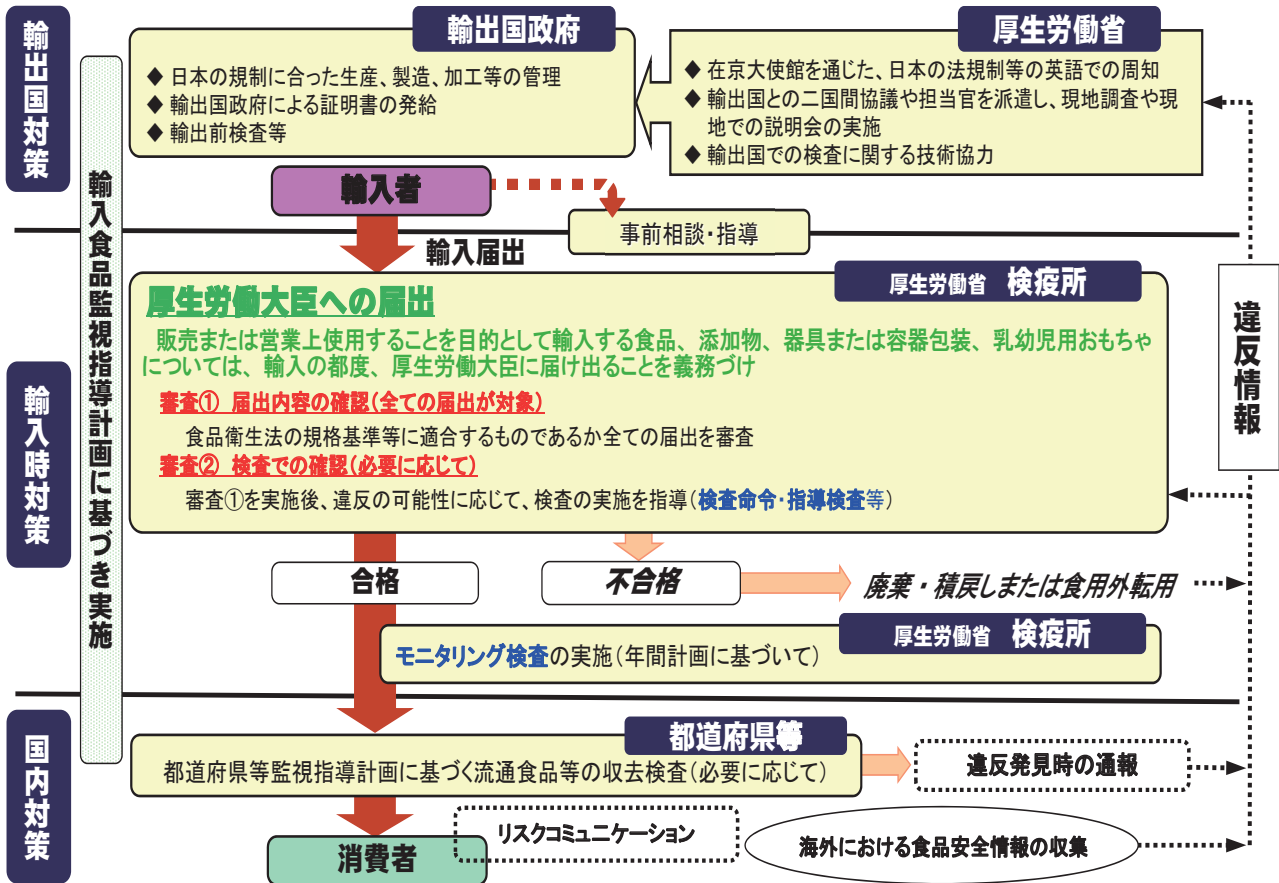 輸出国対策
輸入食品監視指導計画に基づき実施
輸出国政府
◆ 日本の規制に合った生産、製造、加工等の管理
◆ 輸出国政府による証明書の発給
◆ 輸出前検査等
厚生労働省
◆ 在京大使館を通じた、日本の法規制等の英語での周知
◆ 輸出国との二国間協議や担当官を派遣し、現地調査や現
地での説明会の実施
◆ 輸出国での検査に関する技術協力
輸入者
事前相談・指導
輸入届出
輸入時対策
厚生労働省 検疫所
厚生労働大臣への届出
販売または営業上使用することを目的として輸入する食品、添加物、器具または容器包装、乳幼児用おもちゃ
については、輸入の都度、厚生労働大臣に届け出ることを義務づけ
審査① 届出内容の確認(全ての届出が対象)
食品衛生法の規格基準等に適合するものであるか全ての届出を審査
審査② 検査での確認(必要に応じて)
審査①を実施後、違反の可能性に応じて、検査の実施を指導(検査命令・指導検査等)
違反情報
合格
不合格
廃棄・積戻しまたは食用外転用
厚生労働省 検疫所
モニタリング検査の実施(年間計画に基づいて)
国内対策
都道府県等
都道府県等監視指導計画に基づく流通食品等の収去検査(必要に応じて)
違反発見時の通報
リスクコミュニケーション
海外における食品安全情報の収集
消費者